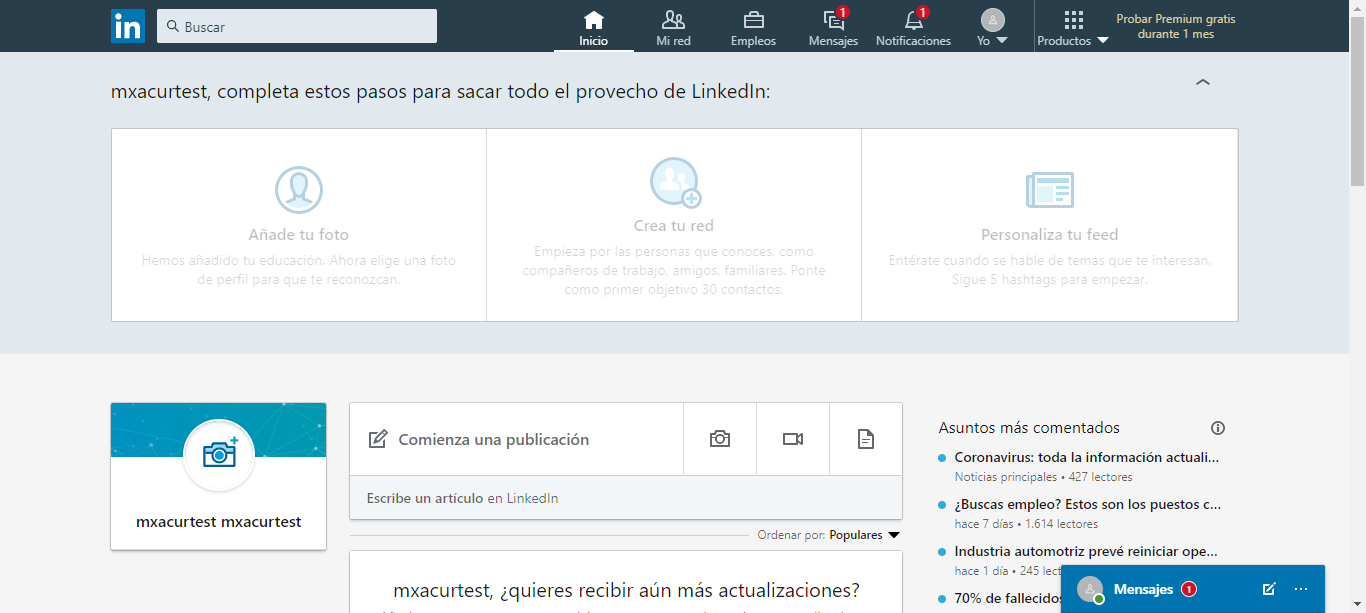 in
Buscar
Inicio
Mi red
Empleos
1
Mensajes
1
Notificaciones
Yo
Productos
Probar Premium gratis
durante 1 mes
mxacurtest, completa estos pasos para sacar todo el provecho de LinkedIn:
Añade tu foto
Hemos añadido tu educación. Ahora elige una foto
de perfil para que te reconozcan.
Crea tu red
Empieza por las personas que conoces, como
compañeros de trabajo, amigos, familiares. Ponte
como primer objetivo 30 contactos.
Personaliza tu feed
Entérate cuando se hable de temas que te interesan.
Sigue 5 hashtags para empezar.
mxacurtest mxacurtest
Comienza una publicación
Escribe un artículo en LinkedIn
Ordenar por: Populares
mxacurtest, ¿quieres recibir aún más actualizaciones?
Asuntos más comentados
Coronavirus: toda la información actuali...
Noticias principales • 427 lectores
¿Buscas empleo? Estos son los puestos c...
hace 7 días • 1.614 lectores
Industria automotriz prevé reiniciar ope...
hace 1 día • 245 lect
70% de fallecidos
Mensajes 1